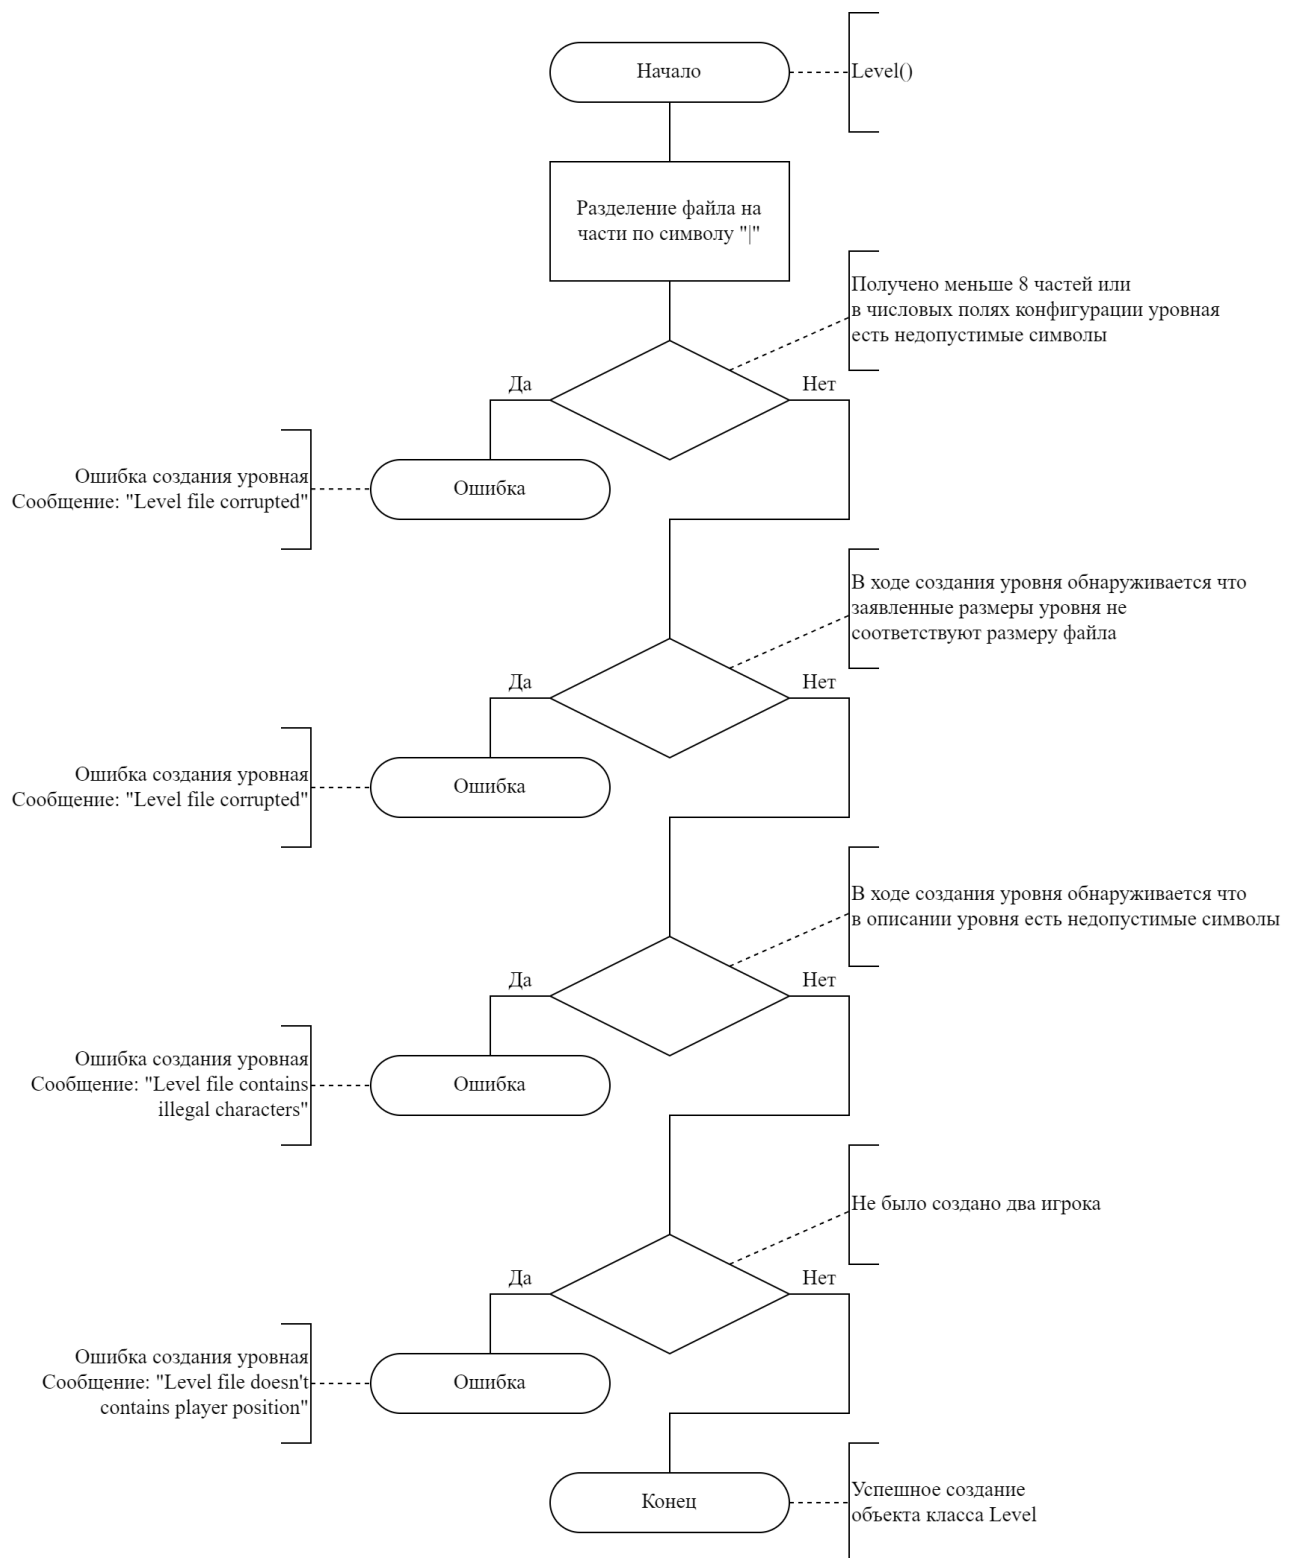 Начало
Level()
Разделение файла на
части по символу "|"
Получено меньше 8 частей или
в числовых полях конфигурации уровная
есть недопустимые символы
Да
Нет
Ошибка создания уровная
Сообщение: "Level file corrupted"
Ошибка
В ходе создания уровня обнаруживается что
заявленные размеры уровня не
соответствуют размеру файла
Да
Нет
Ошибка создания уровная
Сообщение: "Level file corrupted"
Ошибка
В ходе создания уровня обнаруживается что
в описании уровня есть недопустимые символы
Да
Нет
Ошибка создания уровная
Сообщение: "Level file contains
illegal characters"
Ошибка
Не было создано два игрока
Да
Нет
Ошибка создания уровная
Сообщение: "Level file doesn't
contains player position"
Ошибка
Конец
Успешное создание
объекта класса Level